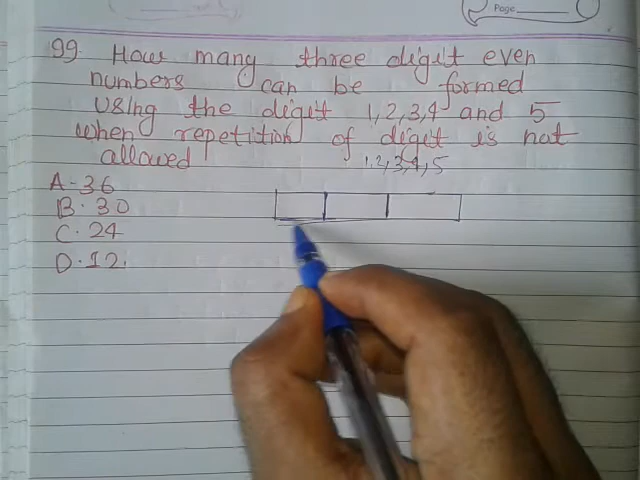 Page
99. How many three digit even
numbers can be formed
using the digit 1,2,3,4 and 5
when repetition of digit is not
allowed 1,2,3,4,5
A-36
B. 30
C. 24
D. 12.